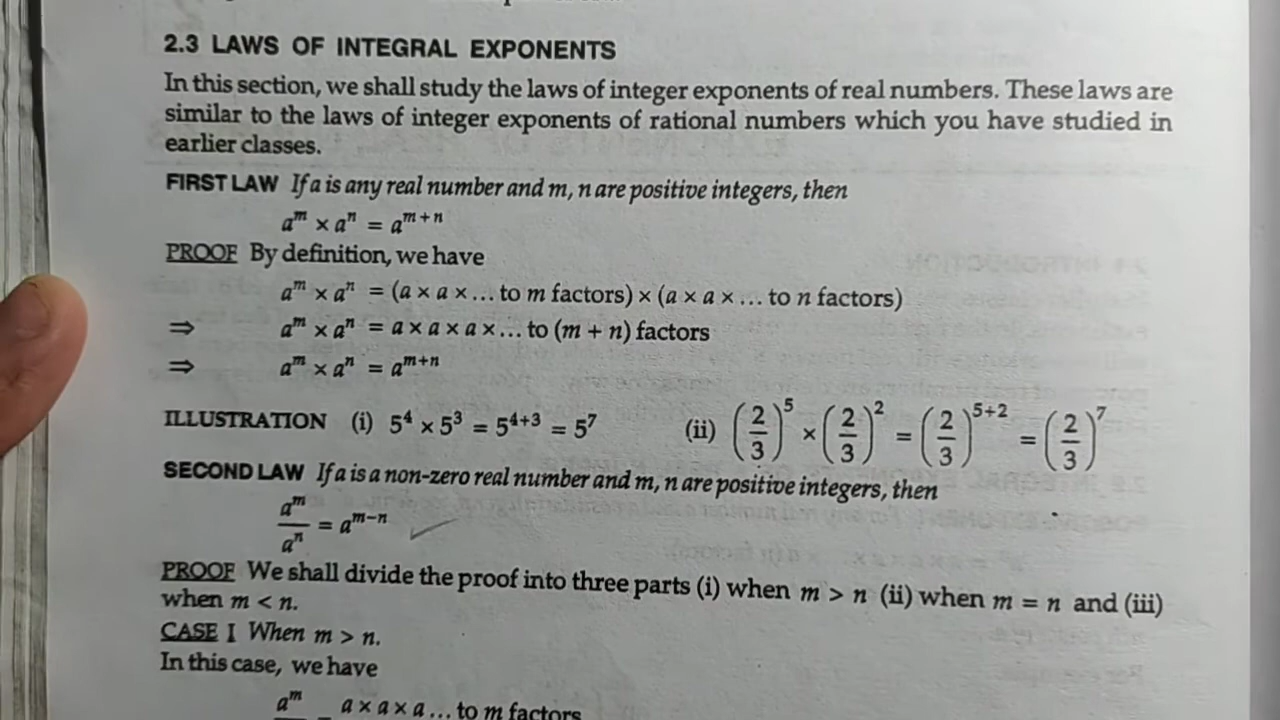 2.3 LAWS OF INTEGRAL EXPONENTS
In this section, we shall study the laws of integer exponents of real numbers. These laws are
similar to the laws of integer exponents of rational numbers which you have studied in
earlier classes.
FIRST LAW If a is any real number and m, n are positive integers, then
a^m × a^n = a^{m+n}
PROOF By definition, we have
a^m × a^n = (a × a × ... to m factors) × (a × a × ... to n factors)
⇒ a^m × a^n = a × a × a × ... to (m + n) factors
⇒ a^m × a^n = a^{m+n}
ILLUSTRATION (i) 5^4 × 5^3 = 5^{4+3} = 5^7 (ii) (2/3)^5 × (2/3)^2 = (2/3)^{5+2} = (2/3)^7
SECOND LAW If a is a non-zero real number and m, n are positive integers, then
a^m/a^n = a^{m-n}
PROOF We shall divide the proof into three parts (i) when m > n (ii) when m = n and (iii)
when m < n.
CASE I When m > n.
In this case, we have
a^m = a × a × a ... to m factors